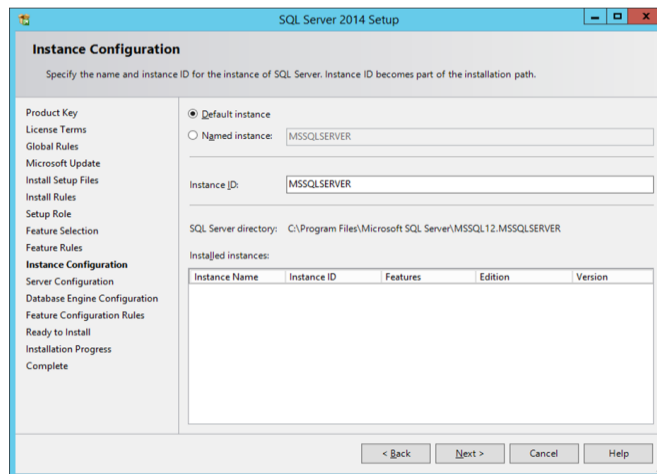 SQL Server 2014 Setup
Instance Configuration
Specify the name and instance ID for the instance of SQL Server. Instance ID becomes part of the installation path.
Product Key
License Terms
Global Rules
Microsoft Update
Install Setup Files
Install Rules
Setup Role
Feature Selection
Feature Rules
Instance Configuration
Server Configuration
Database Engine Configuration
Feature Configuration Rules
Ready to Install
Installation Progress
Complete
Default instance
Named instance: MSSQLSERVER
Instance ID: MSSQLSERVER
SQL Server directory: C:\Program Files\Microsoft SQL Server\MSSQL12.MSSQLSERVER
Installed instances:
Instance Name Instance ID Features Edition Version
< Back Next > Cancel Help